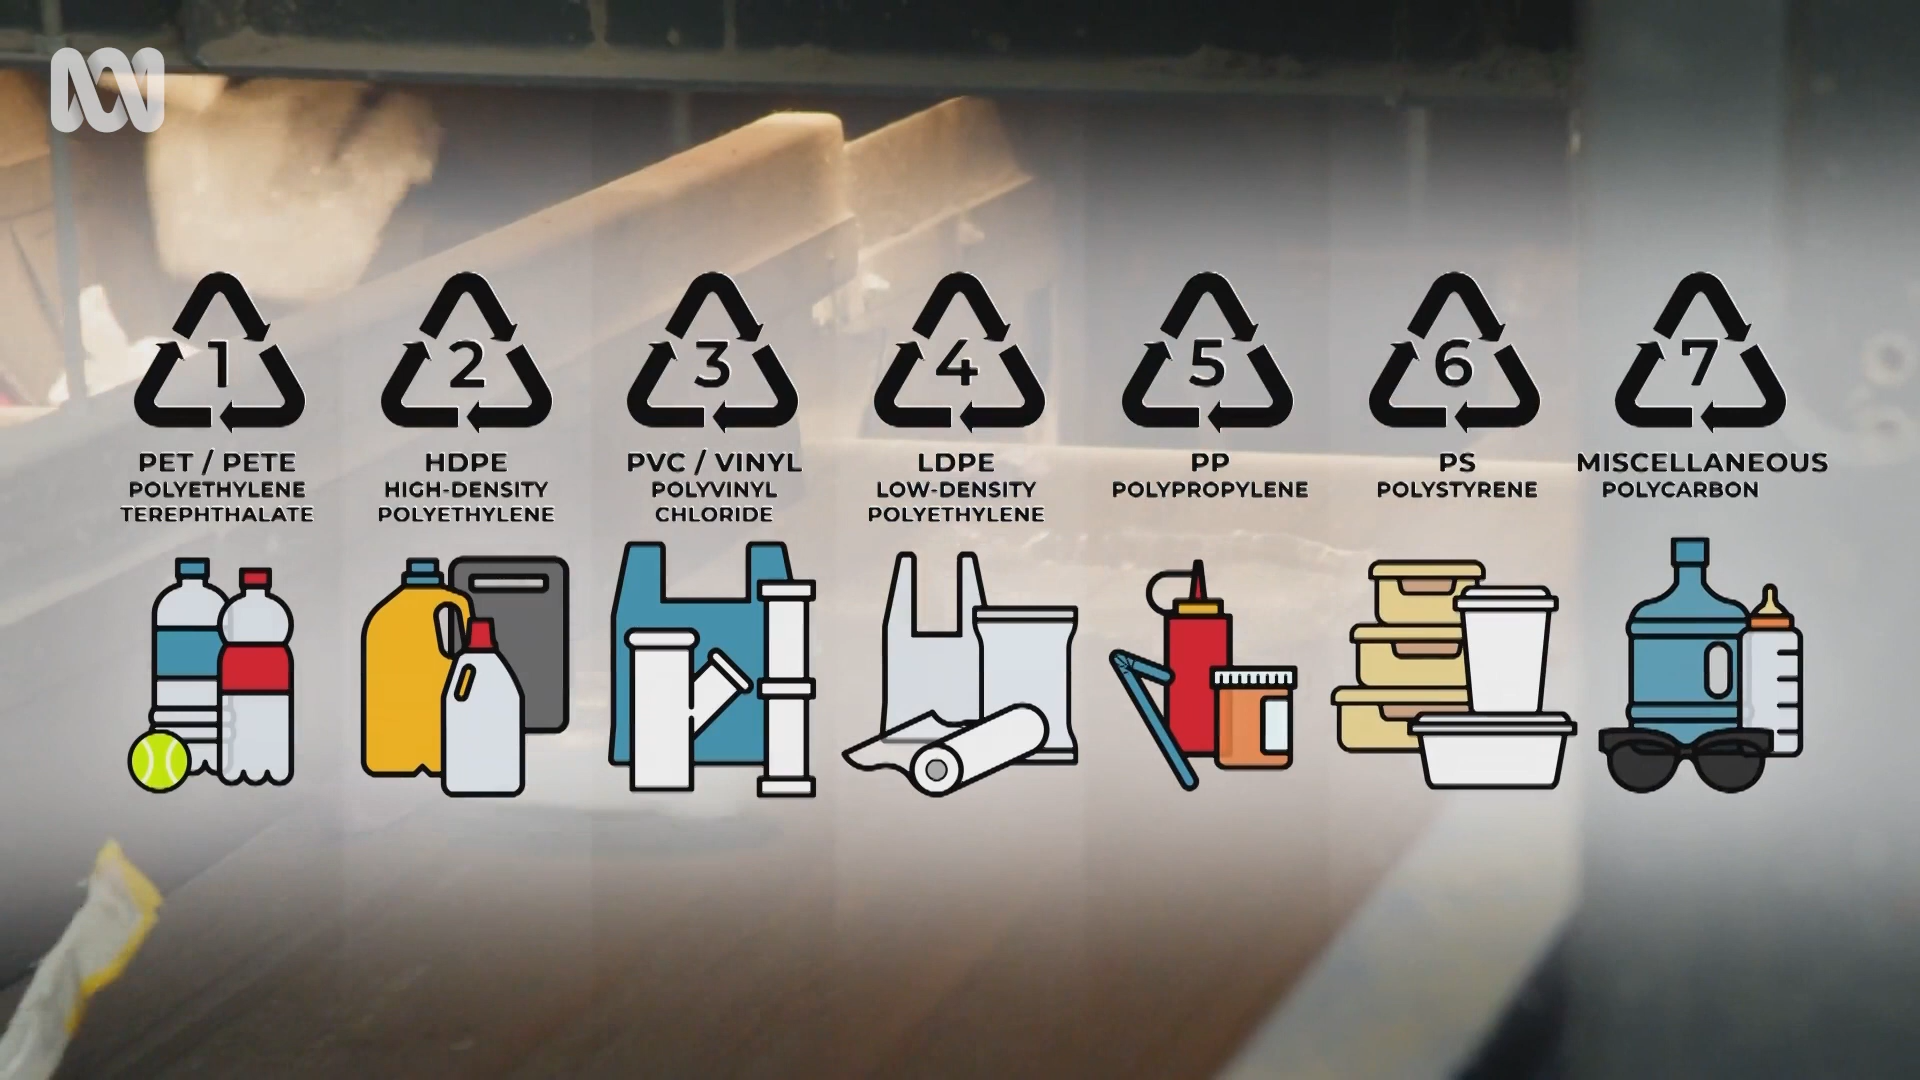 1
PET / PETE
POLYETHYLENE
TEREPHTHALATE
2
HDPE
HIGH-DENSITY
POLYETHYLENE
3
PVC / VINYL
POLYVINYL
CHLORIDE
4
LDPE
LOW-DENSITY
POLYETHYLENE
5
PP
POLYPROPYLENE
6
PS
POLYSTYRENE
7
MISCELLANEOUS
POLYCARBON